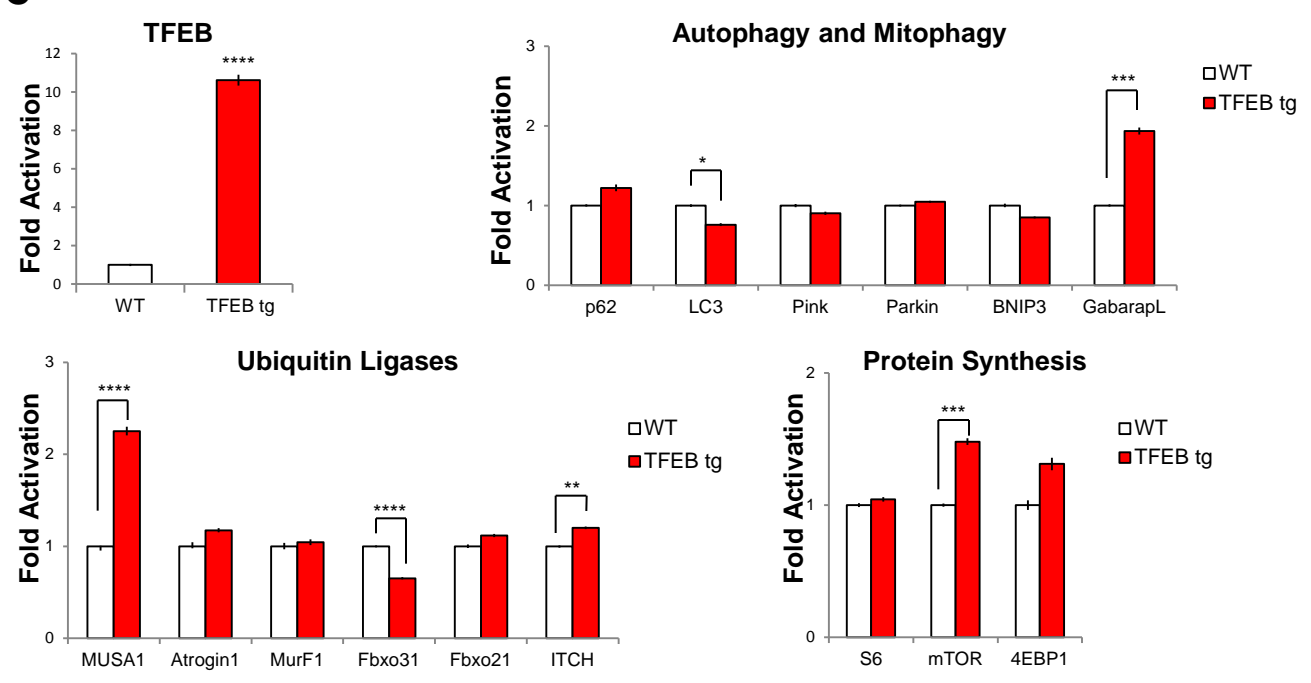 TFEB
Fold Activation
12
10
8
6
4
2
0
****
WT
TFEB tg
Autophagy and Mitophagy
Fold Activation
3
2
1
0
*
***
p62
LC3
Pink
Parkin
BNIP3
GabarapL
WT
TFEB tg
Ubiquitin Ligases
Fold Activation
3
2
1
0
****
****
**
MUSA1
Atrogin1
MurF1
Fbxo31
Fbxo21
ITCH
WT
TFEB tg
Protein Synthesis
Fold Activation
2
1
0
***
S6
mTOR
4EBP1
WT
TFEB tg